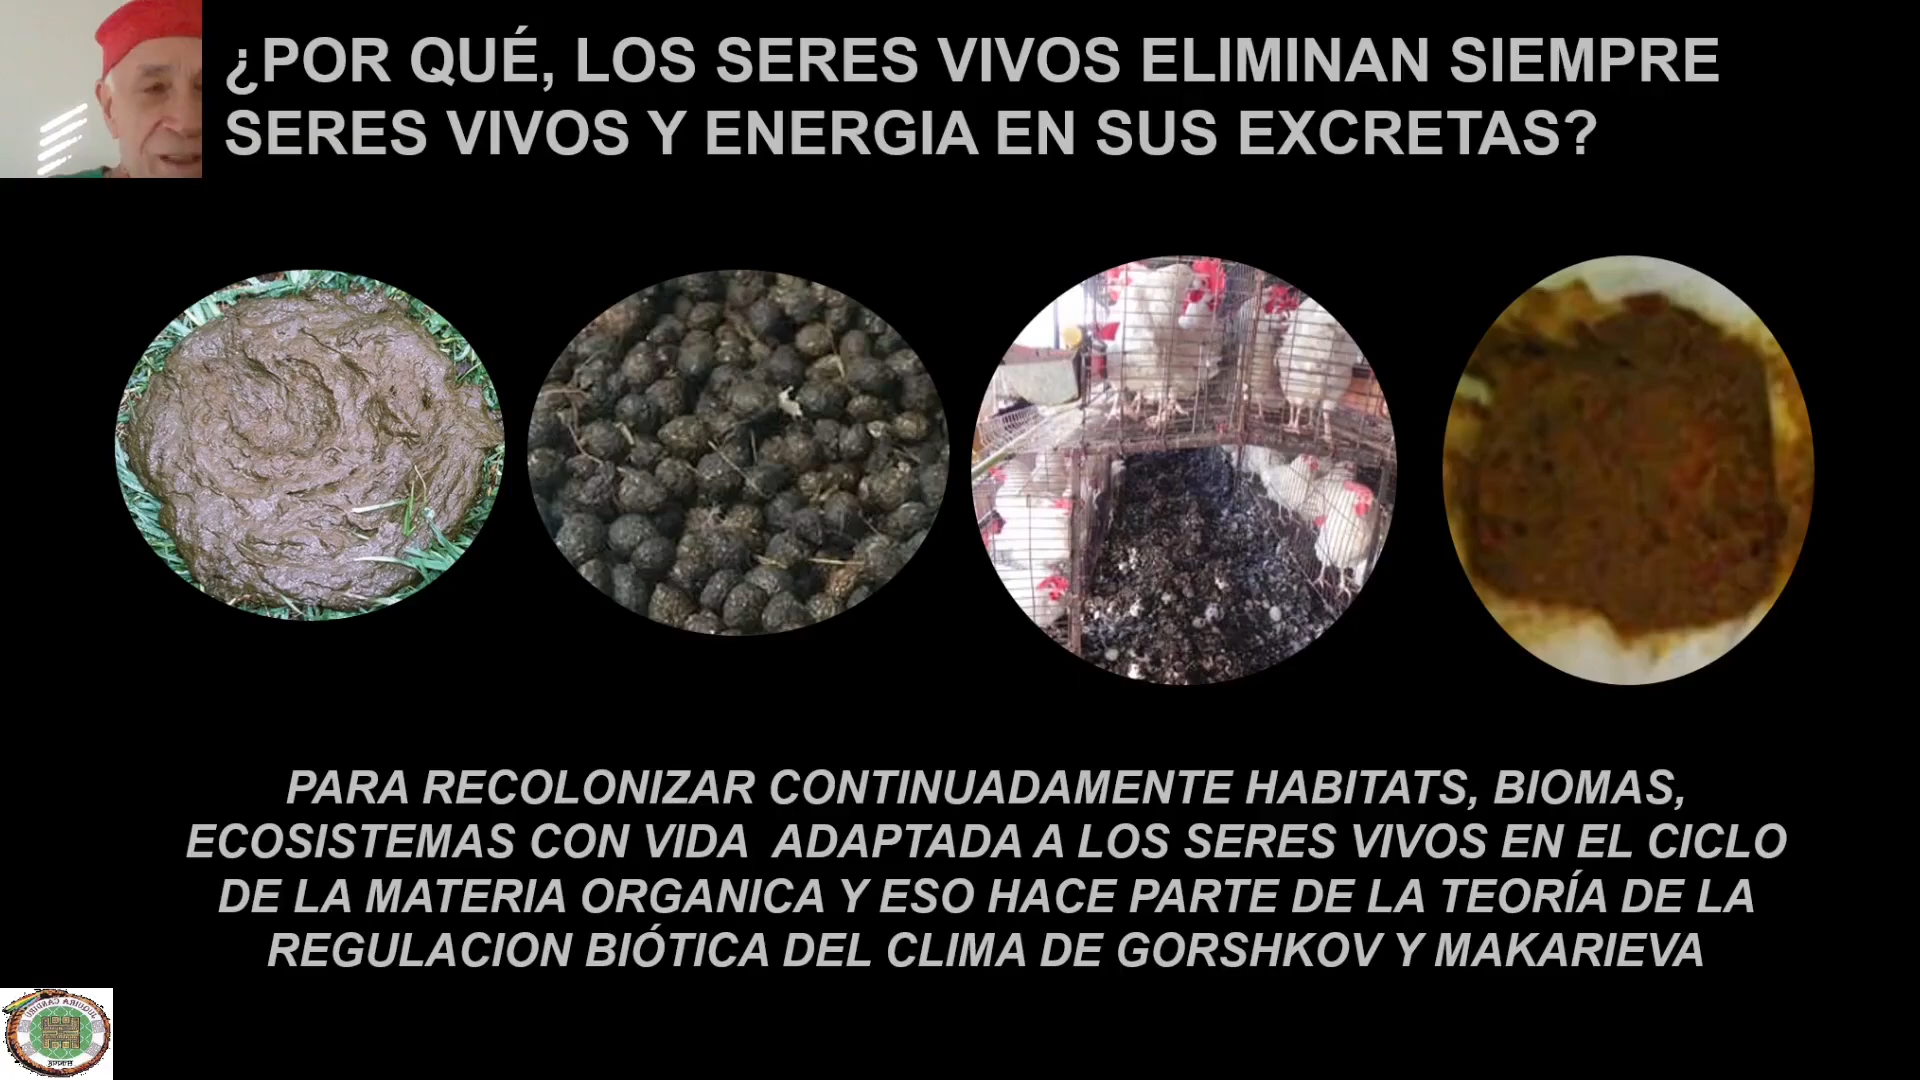 ¿POR QUÉ, LOS SERES VIVOS ELIMINAN SIEMPRE
SERES VIVOS Y ENERGIA EN SUS EXCRETAS?
PARA RECOLONIZAR CONTINUADAMENTE HABITATS, BIOMAS,
ECOSISTEMAS CON VIDA ADAPTADA A LOS SERES VIVOS EN EL CICLO
DE LA MATERIA ORGANICA Y ESO HACE PARTE DE LA TEORÍA DE LA
REGULACION BIÓTICA DEL CLIMA DE GORSHKOV Y MAKARIEVA
JUQUIRA CANDIRU